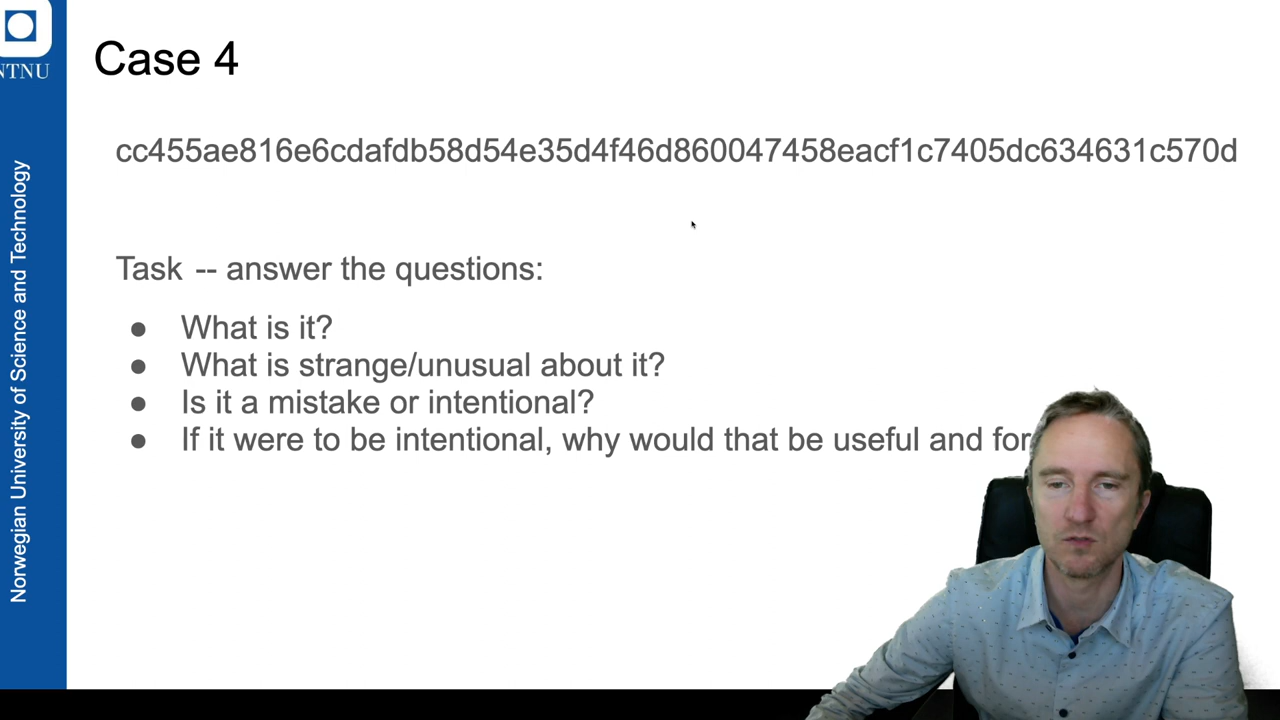 NTNU
Norwegian University of Science and Technology
Case 4
cc455ae816e6cdafdb58d54e35d4f46d860047458eacf1c7405dc634631c570d
Task -- answer the questions:
● What is it?
● What is strange/unusual about it?
● Is it a mistake or intentional?
● If it were to be intentional, why would that be useful and for